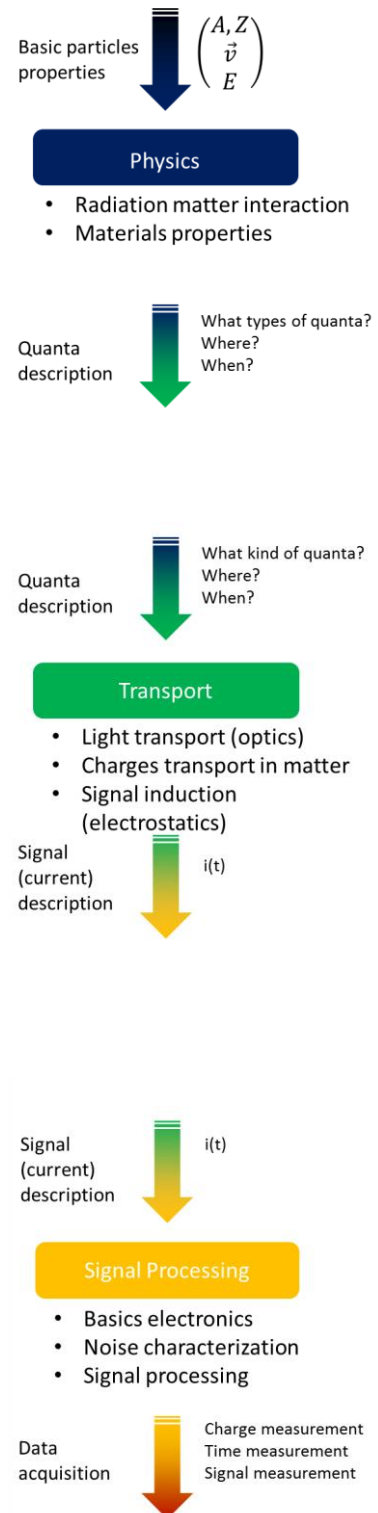 Basic particles
properties
(A, Z
v⃗
E)
Physics
• Radiation matter interaction
• Materials properties
Quanta
description
What types of quanta?
Where?
When?
Quanta
description
What kind of quanta?
Where?
When?
Transport
• Light transport (optics)
• Charges transport in matter
• Signal induction
(electrostatics)
Signal
(current)
description
i(t)
Signal
(current)
description
i(t)
Signal Processing
• Basics electronics
• Noise characterization
• Signal processing
Data
acquisition
Charge measurement
Time measurement
Signal measurement